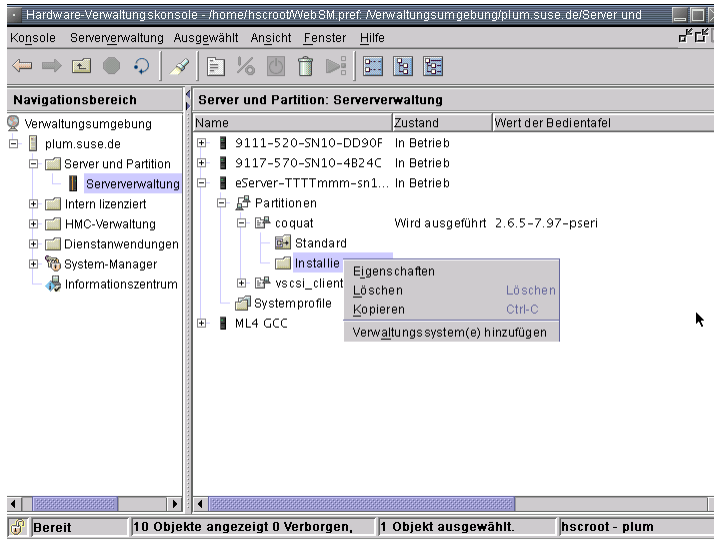 Hardware-Verwaltungskonsole - /home/hscroot/WebSM.pref: /Verwaltungsumgebung/plum.suse.de/Server und
Konsole Serververwaltung Ausgewählt Ansicht Fenster Hilfe
Navigationsbereich
Verwaltungsumgebung
plum.suse.de
Server und Partition
Serververwaltung
Intern lizenziert
HMC-Verwaltung
Dienstanwendungen
System-Manager
Informationszentrum
Server und Partition: Serververwaltung
Name Zustand Wert der Bedientafel
9111-520-SN10-DD90F In Betrieb
9117-570-SN10-4B24C In Betrieb
eServer-TTTTmmm-sn1... In Betrieb
Partitionen
coquat Wird ausgeführt 2.6.5-7.97-pseri
Standard
Installie
vscsi_client
Systemprofile
ML4 GCC
Eigenschaften
Löschen Löschen
Kopieren Ctrl-C
Verwaltungssystem(e) hinzufügen
Bereit 10 Objekte angezeigt 0 Verborgen, 1 Objekt ausgewählt. hscroot - plum